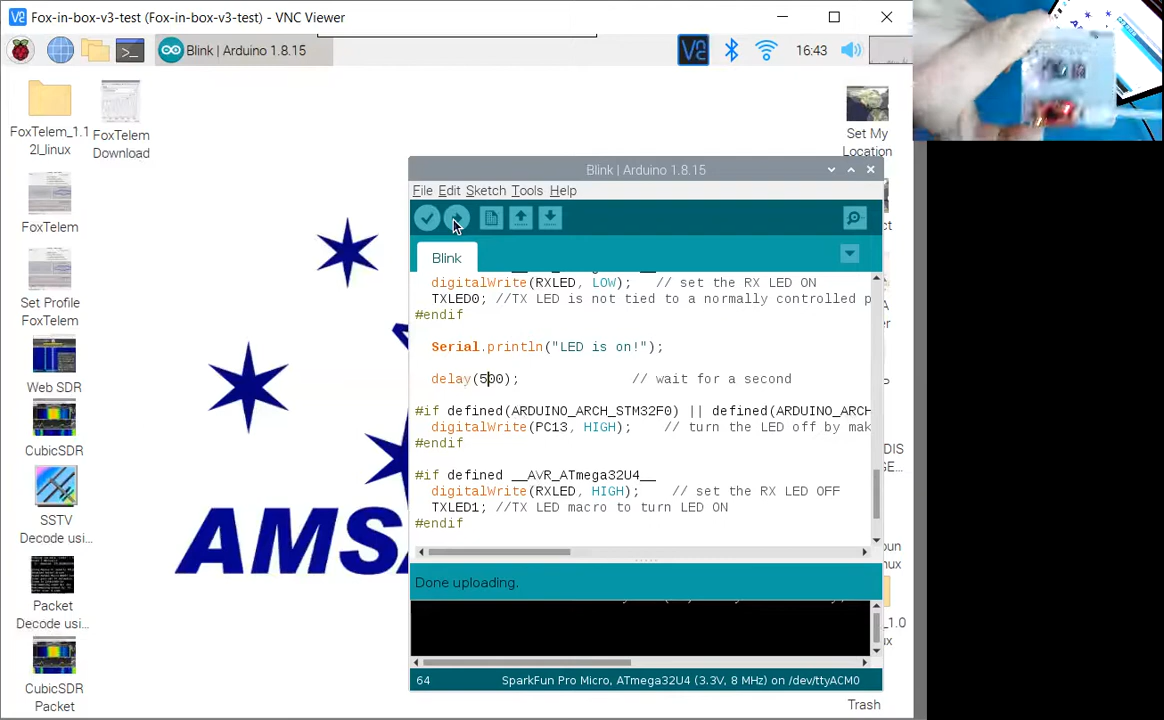 Fox-in-box-v3-test (Fox-in-box-v3-test) - VNC Viewer
Blink | Arduino 1.8.15
16:43
FoxTelem_1.1
2l_linux
FoxTelem
Download
FoxTelem
Set Profile
FoxTelem
Web SDR
CubicSDR
SSTV
Decode usi...
Packet
Decode usi...
CubicSDR
Packet
AMS
Set My
Location
Trash
Blink | Arduino 1.8.15
File Edit Sketch Tools Help
Blink
digitalWrite(RXLED, LOW);   // set the RX LED ON
TXLED0; //TX LED is not tied to a normally controlled p
#endif
Serial.println("LED is on!");
delay(500);              // wait for a second
#if defined(ARDUINO_ARCH_STM32F0) || defined(ARDUINO_ARCH
digitalWrite(PC13, HIGH);    // turn the LED off by mak
#endif
#if defined __AVR_ATmega32U4__
digitalWrite(RXLED, HIGH);    // set the RX LED OFF
TXLED1; //TX LED macro to turn LED ON
#endif
Done uploading.
64
SparkFun Pro Micro, ATmega32U4 (3.3V, 8 MHz) on /dev/ttyACM0